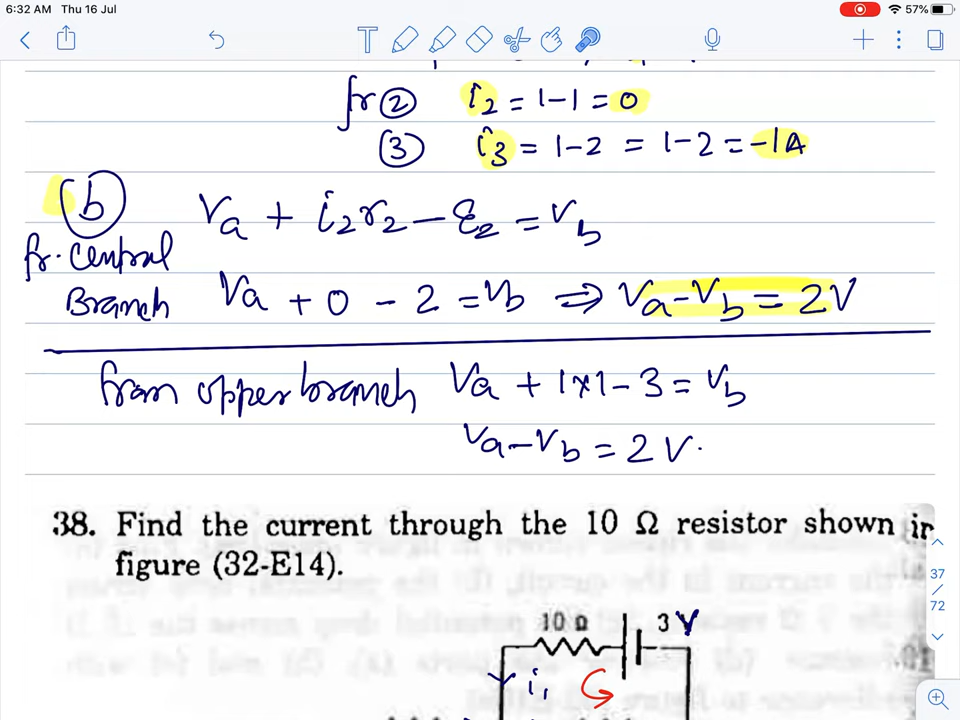 6:32 AM Thu 16 Jul
57%
T
fr ② i₂ = 1-1 = 0
③ i₃ = 1-2 = 1-2 = -1A
(b) Va + i₂r₂ - ε₂ = Vb
fr. Central
Branch Va + 0 - 2 = Vb ⇒ Va - Vb = 2V
from upper branch Va + 1×1 - 3 = Vb
Va - Vb = 2V.
38. Find the current through the 10 Ω resistor shown in
figure (32-E14).
10 Ω 3 V
i₁
37
/
72